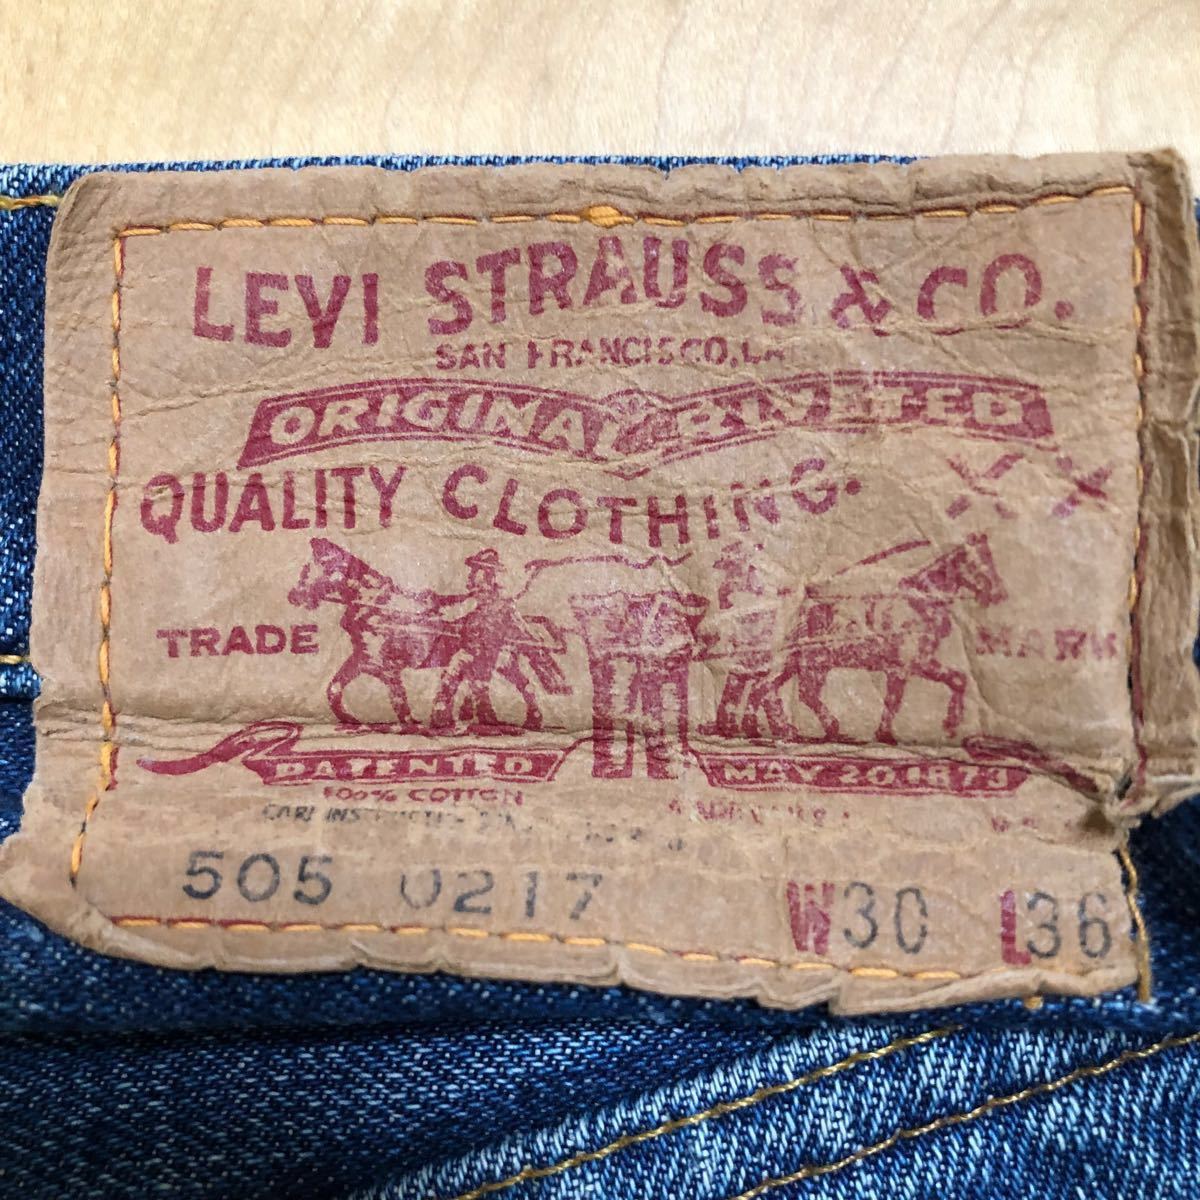 LEVI STRAUSS & CO.
SAN FRANCISCO,
ORIGINAL RIVETED
QUALITY CLOTHING. XX
TRADE MARK
PATENTED MAY 20 1873
100% COTTON
505 0217 W30 L36